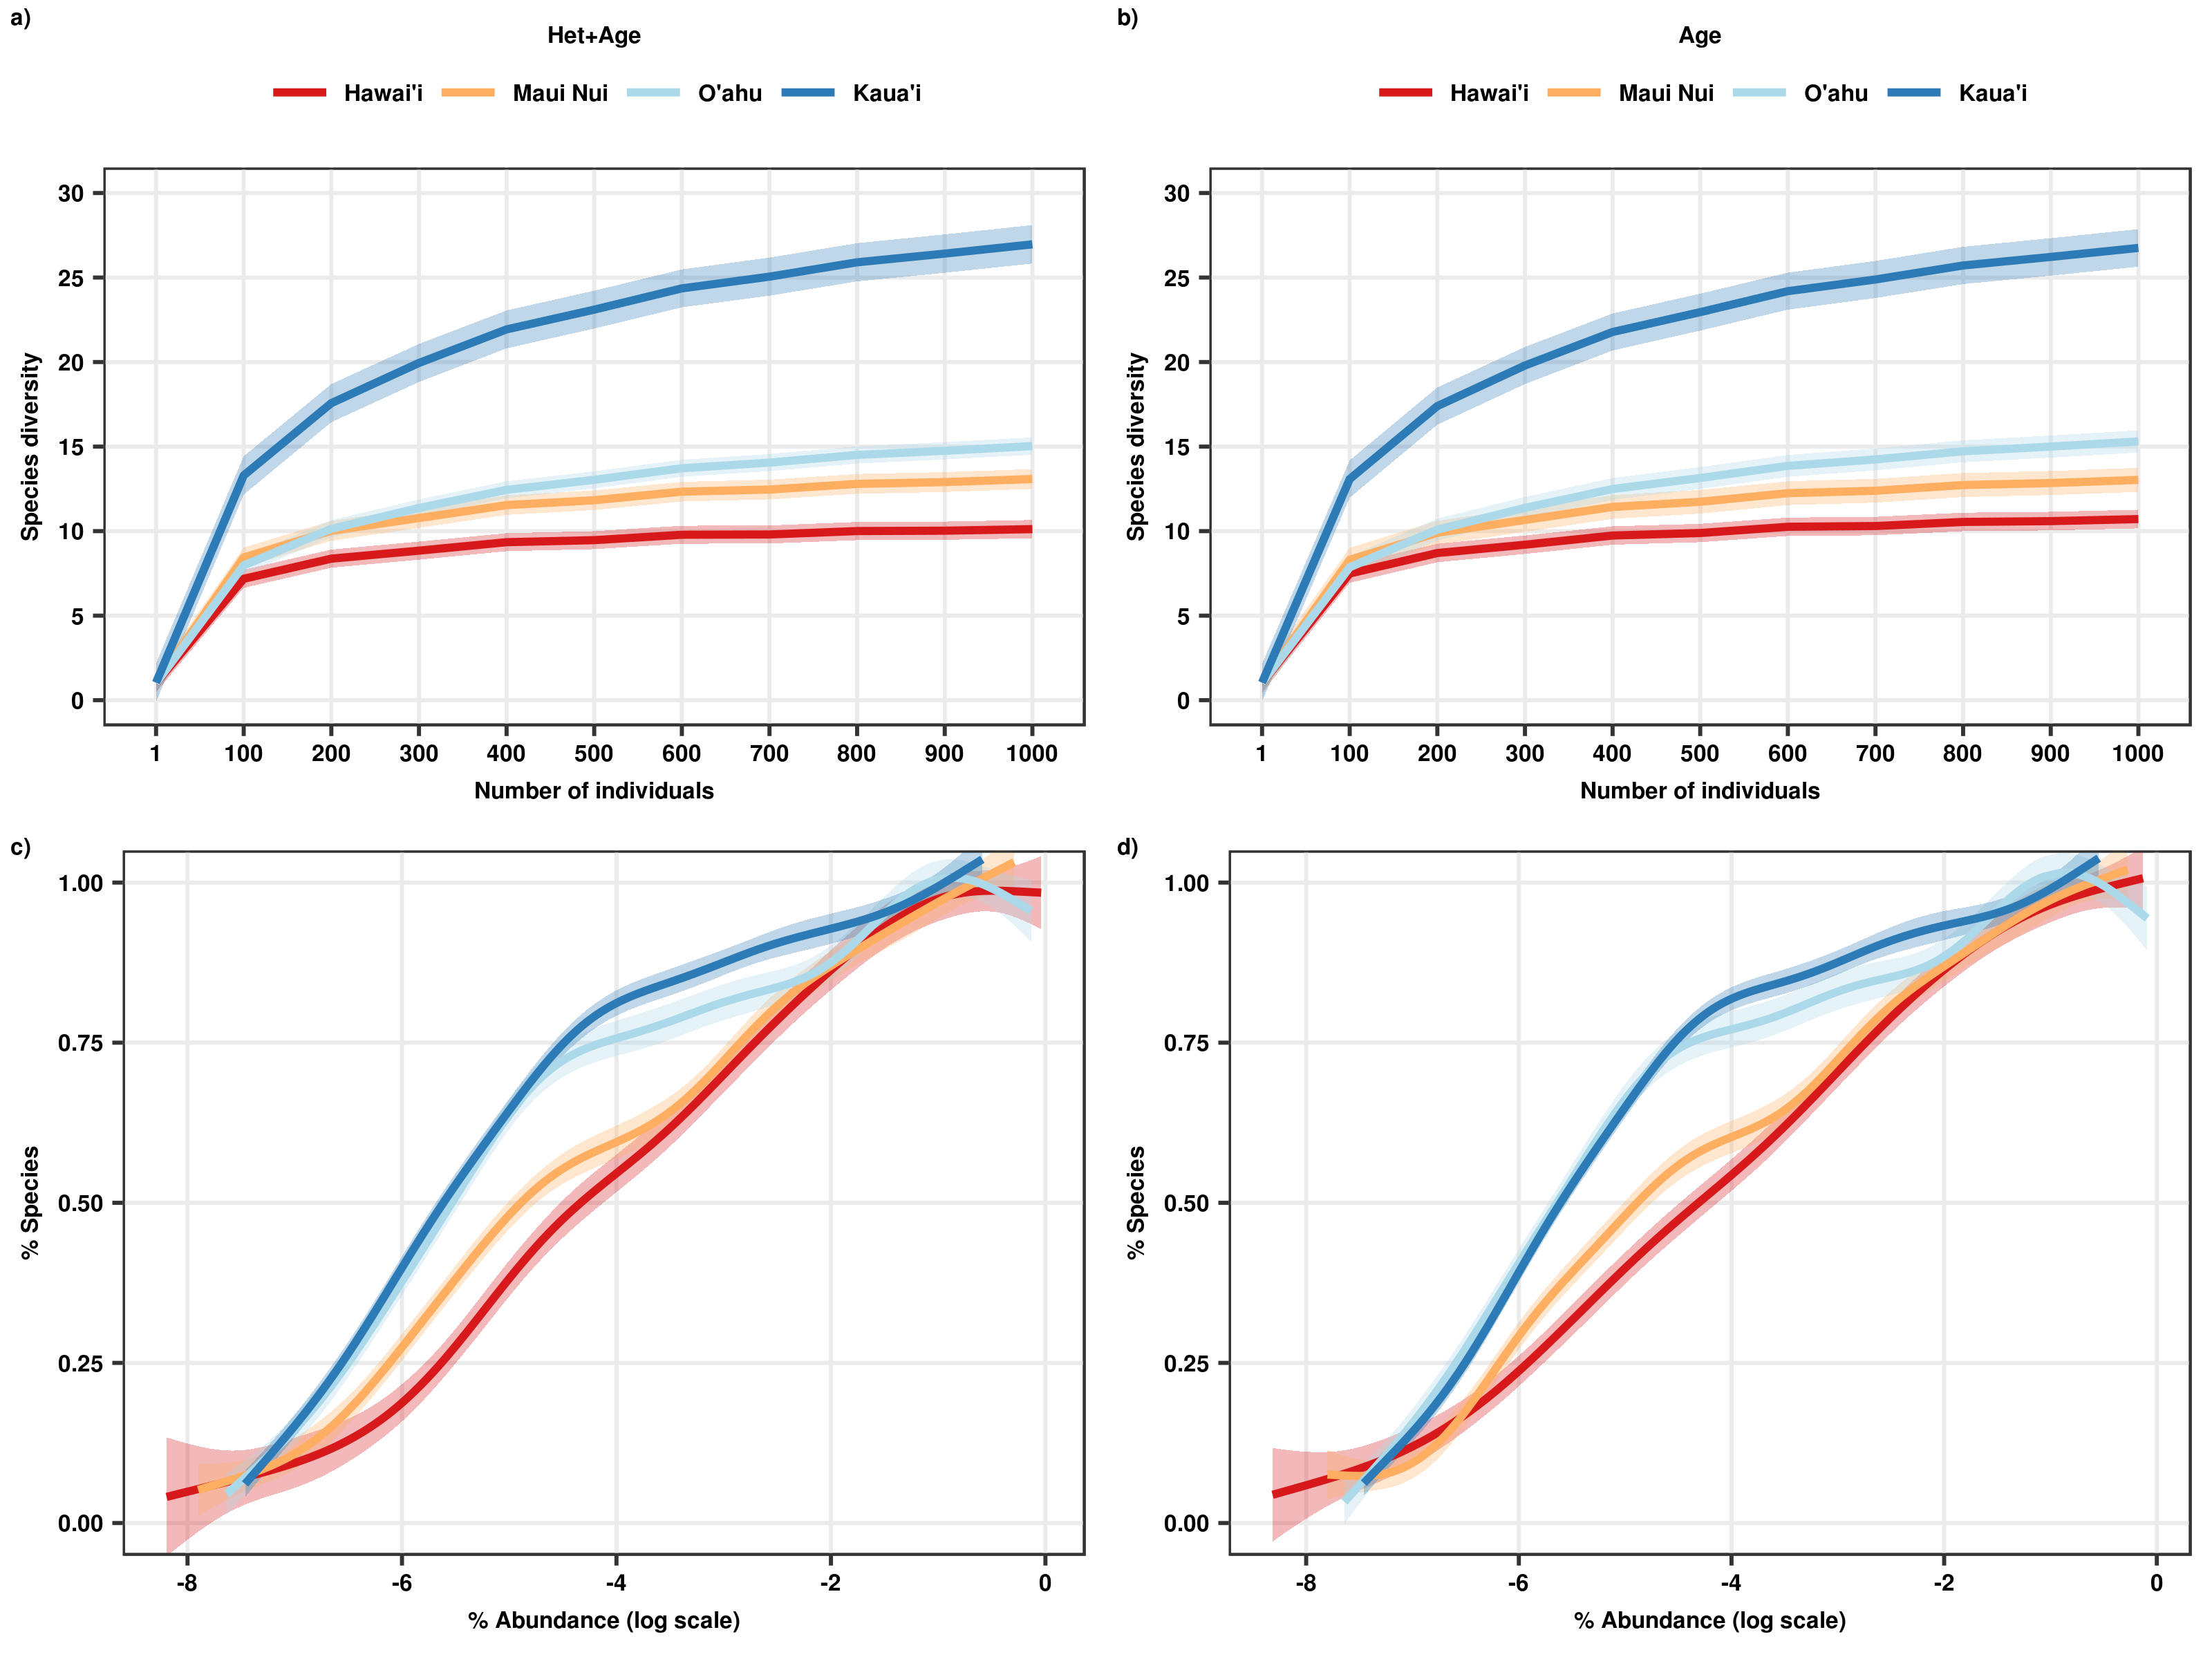 a)
Het+Age
Hawai'i Maui Nui O'ahu Kaua'i
30
25
20
15
10
5
0
Species diversity
1 100 200 300 400 500 600 700 800 900 1000
Number of individuals
b)
Age
Hawai'i Maui Nui O'ahu Kaua'i
30
25
20
15
10
5
0
Species diversity
1 100 200 300 400 500 600 700 800 900 1000
Number of individuals
c)
1.00
0.75
0.50
0.25
0.00
% Species
-8 -6 -4 -2 0
% Abundance (log scale)
d)
1.00
0.75
0.50
0.25
0.00
% Species
-8 -6 -4 -2 0
% Abundance (log scale)